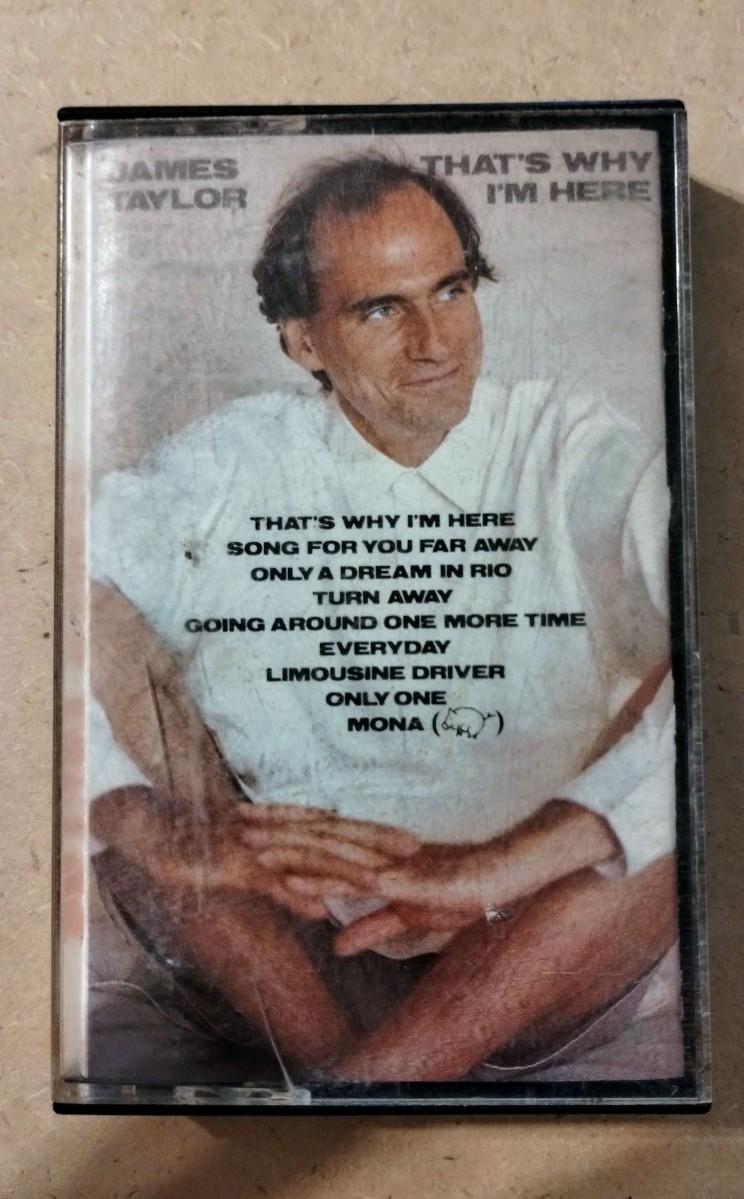 JAMES
TAYLOR
THAT'S WHY
I'M HERE
THAT'S WHY I'M HERE
SONG FOR YOU FAR AWAY
ONLY A DREAM IN RIO
TURN AWAY
GOING AROUND ONE MORE TIME
EVERYDAY
LIMOUSINE DRIVER
ONLY ONE
MONA ( )